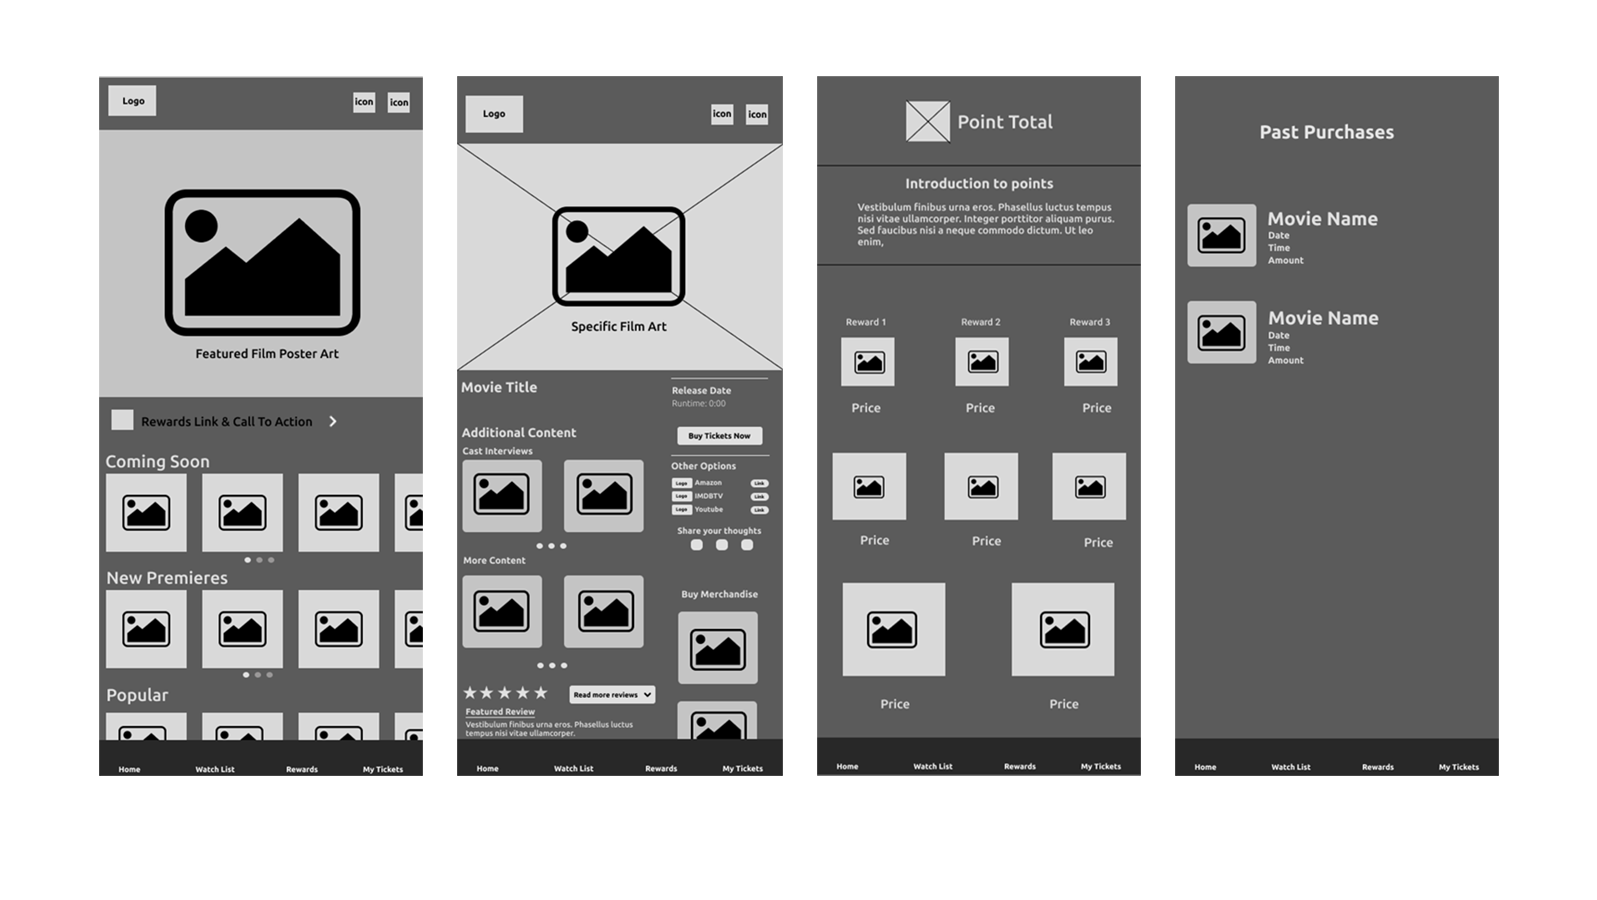 Logo
icon
icon
Featured Film Poster Art
Rewards Link & Call To Action
Coming Soon
New Premieres
Popular
Home
Watch List
Rewards
My Tickets
Logo
icon
icon
Specific Film Art
Movie Title
Release Date
Runtime: 0:00
Buy Tickets Now
Additional Content
Cast Interviews
Other Options
Logo Amazon Link
Logo IMDBTV Link
Logo Youtube Link
Share your thoughts
More Content
Buy Merchandise
Read more reviews
Featured Review
Vestibulum finibus urna eros. Phasellus luctus
tempus nisi vitae ullamcorper.
Home
Watch List
Rewards
My Tickets
Point Total
Introduction to points
Vestibulum finibus urna eros. Phasellus luctus tempus
nisi vitae ullamcorper. Integer porttitor aliquam purus.
Sed faucibus nisi a neque commodo dictum. Ut leo
enim,
Reward 1
Reward 2
Reward 3
Price
Price
Price
Price
Price
Price
Price
Price
Home
Watch List
Rewards
My Tickets
Past Purchases
Movie Name
Date
Time
Amount
Movie Name
Date
Time
Amount
Home
Watch List
Rewards
My Tickets